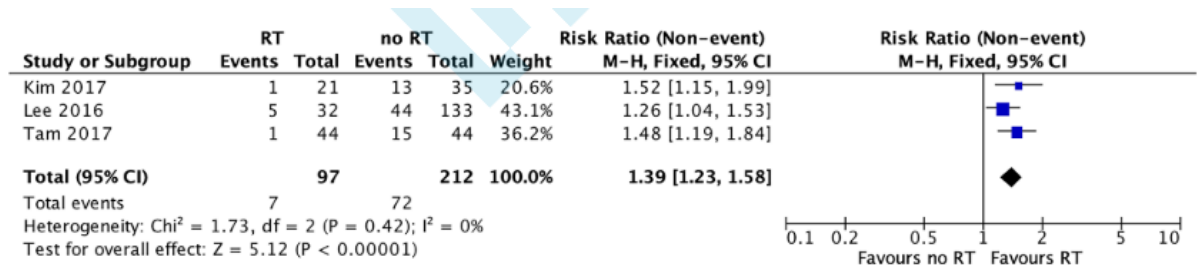 RT no RT Risk Ratio (Non-event) Risk Ratio (Non-event)
Study or Subgroup Events Total Events Total Weight M-H, Fixed, 95% CI M-H, Fixed, 95% CI
Kim 2017 1 21 13 35 20.6% 1.52 [1.15, 1.99]
Lee 2016 5 32 44 133 43.1% 1.26 [1.04, 1.53]
Tam 2017 1 44 15 44 36.2% 1.48 [1.19, 1.84]
Total (95% CI) 97 212 100.0% 1.39 [1.23, 1.58]
Total events 7 72
Heterogeneity: Chi² = 1.73, df = 2 (P = 0.42); I² = 0%
Test for overall effect: Z = 5.12 (P < 0.00001)
0.1 0.2 0.5 1 2 5 10
Favours no RT Favours RT